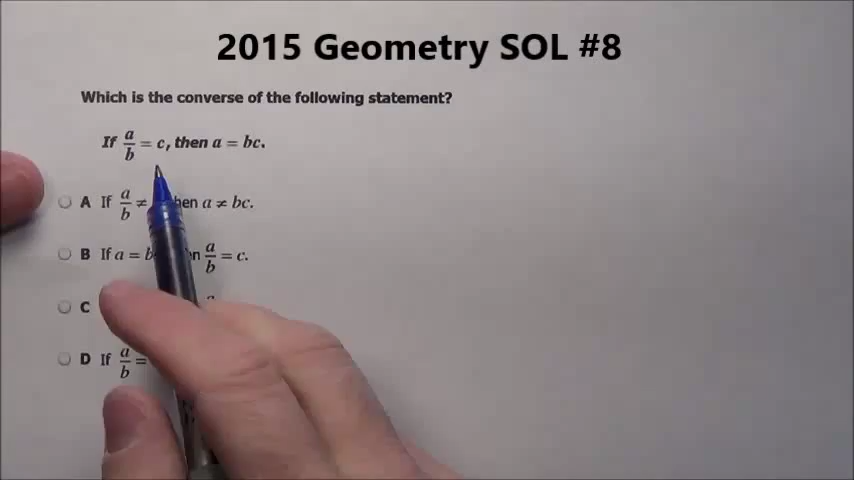 2015 Geometry SOL #8
Which is the converse of the following statement?
If a/b = c, then a = bc.
A If a/b ≠ then a ≠ bc.
B If a = b a/b = c.
C
D If a/b =